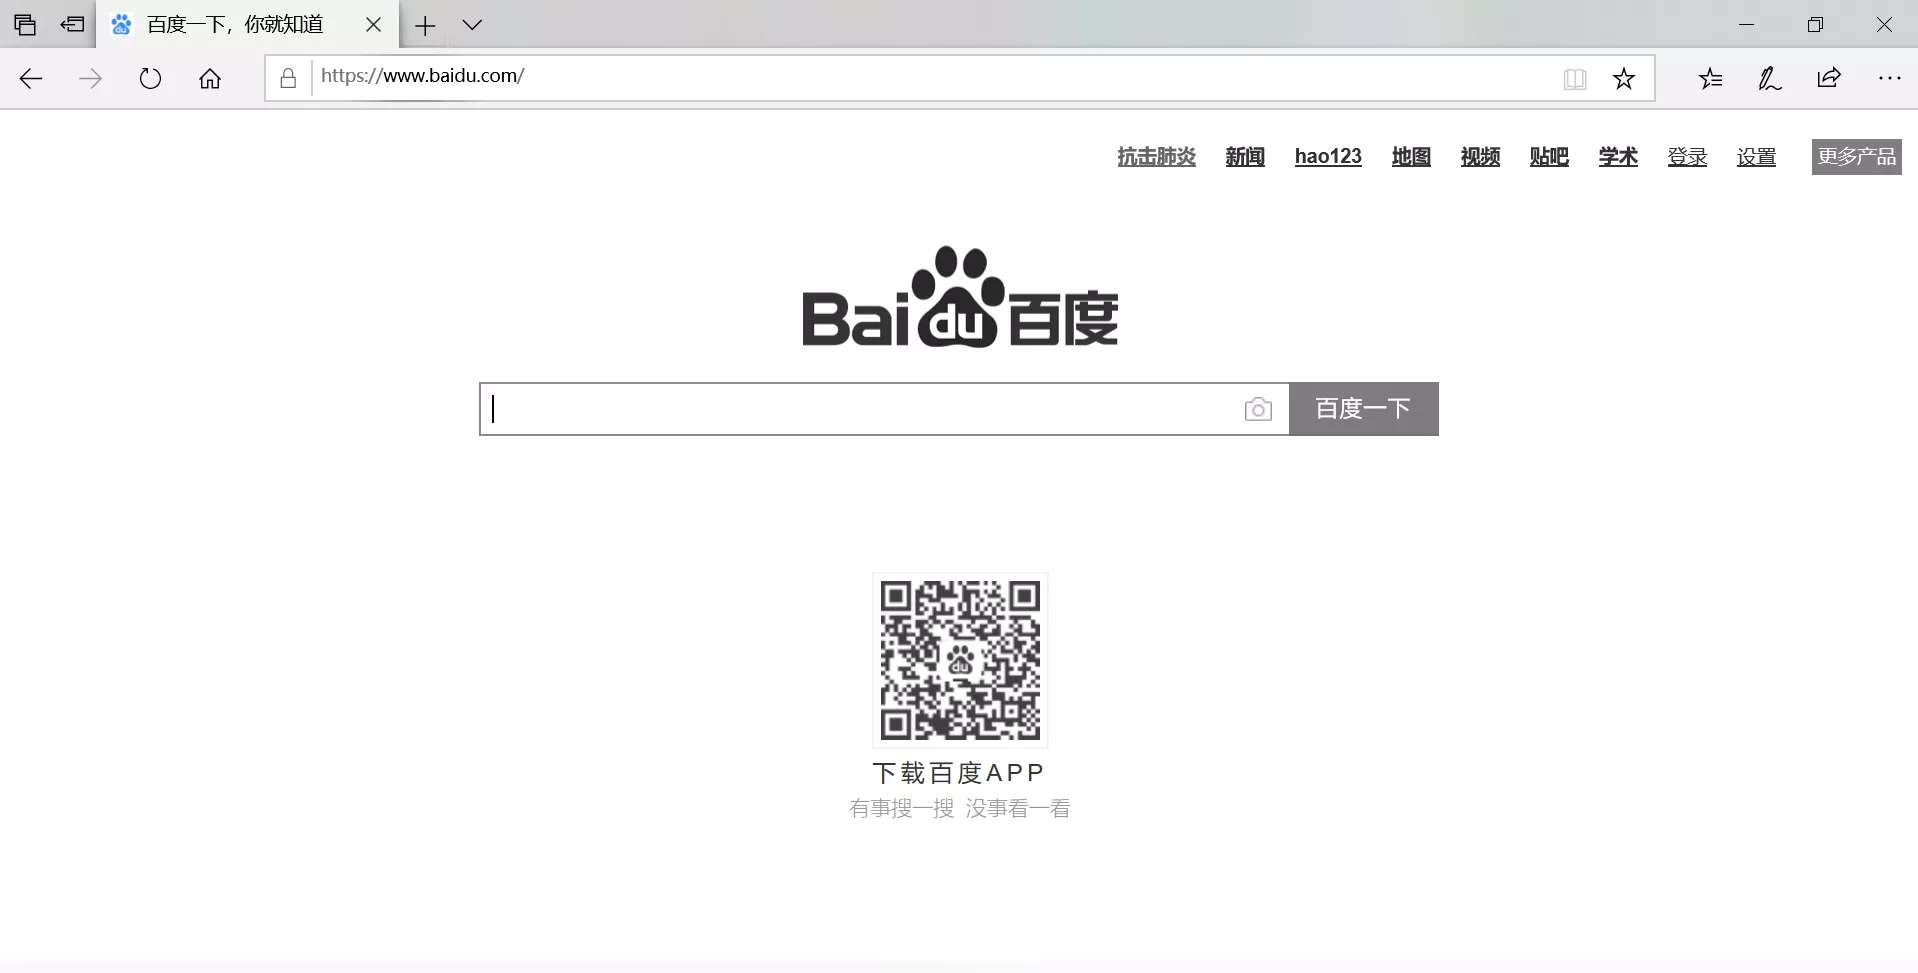 百度一下，你就知道
https://www.baidu.com/
抗击肺炎 新闻 hao123 地图 视频 贴吧 学术 登录 设置 更多产品
Bai du 百度
百度一下
du
下载百度APP
有事搜一搜 没事看一看